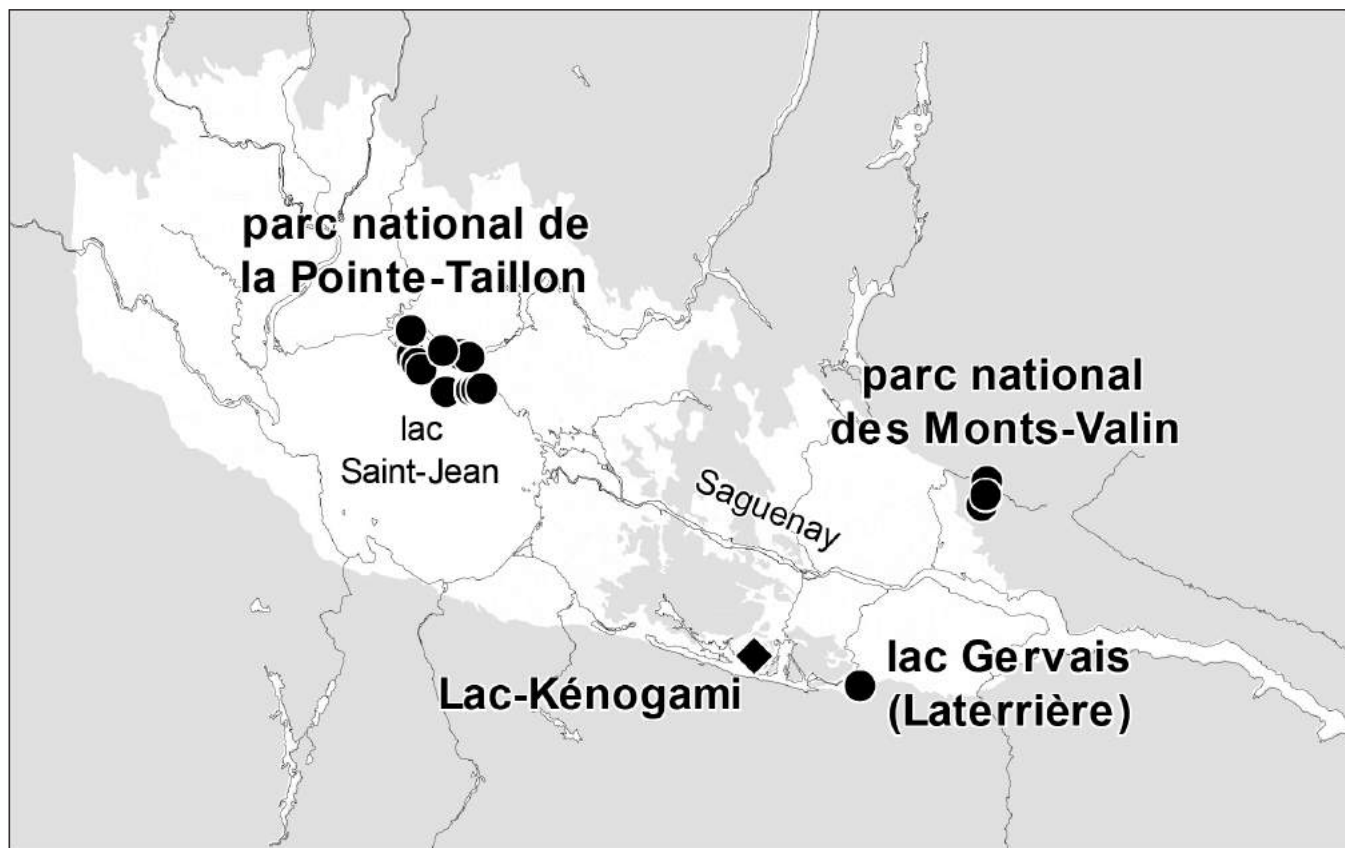 parc national de
la Pointe-Taillon
parc national
des Monts-Valin
lac
Saint-Jean
Saguenay
lac Gervais
(Laterrière)
Lac-Kénogami